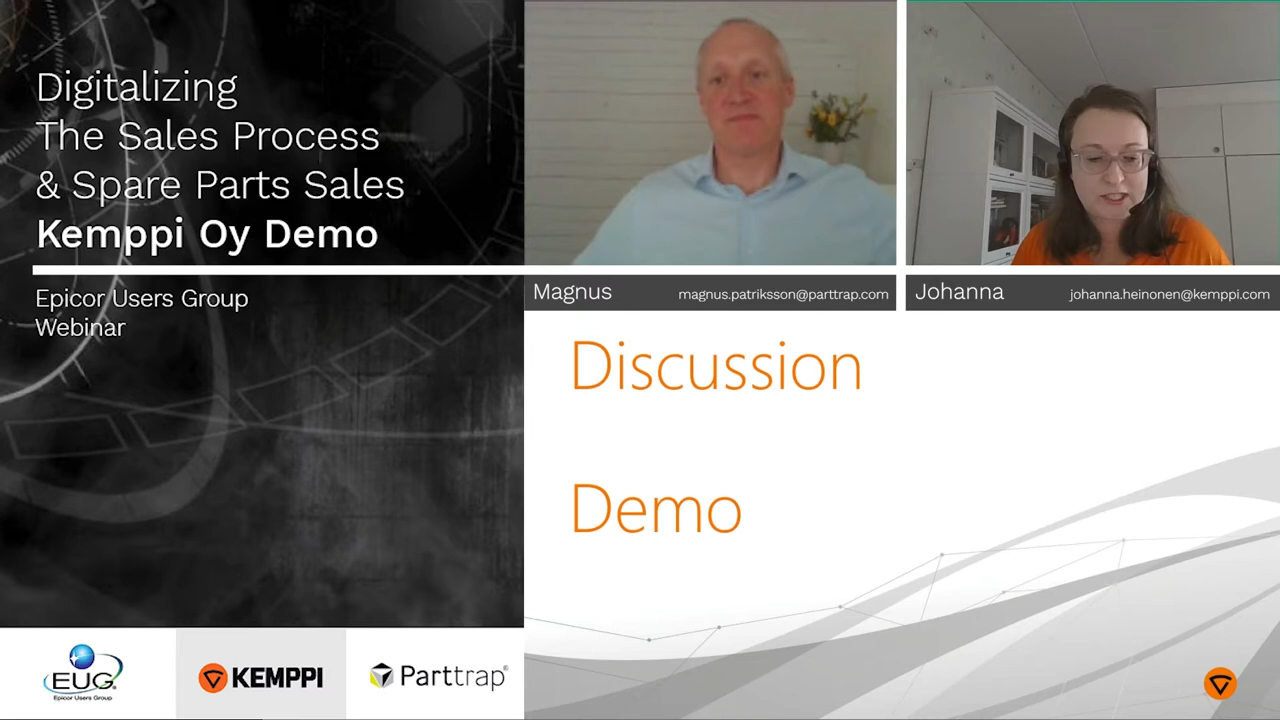 Digitalizing
The Sales Process
& Spare Parts Sales
Kemppi Oy Demo
Epicor Users Group
Webinar
Magnus
magnus.patriksson@parttrap.com
Johanna
johanna.heinonen@kemppi.com
Discussion
Demo
EUG®
Epicor Users Group
KEMPPI
Parttrap®